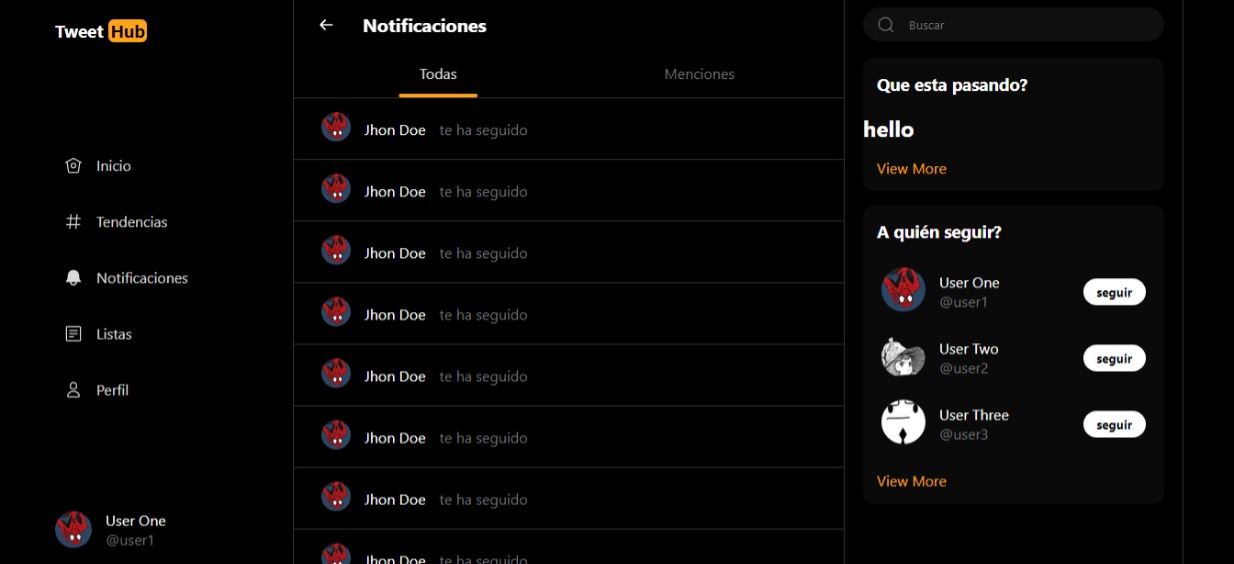 Tweet Hub
Inicio
Tendencias
Notificaciones
Listas
Perfil
User One
@user1
Notificaciones
Todas Menciones
Jhon Doe te ha seguido
Jhon Doe te ha seguido
Jhon Doe te ha seguido
Jhon Doe te ha seguido
Jhon Doe te ha seguido
Jhon Doe te ha seguido
Jhon Doe te ha seguido
Jhon Doe te ha seguido
Buscar
Que esta pasando?
hello
View More
A quién seguir?
User One
@user1
seguir
User Two
@user2
seguir
User Three
@user3
seguir
View More